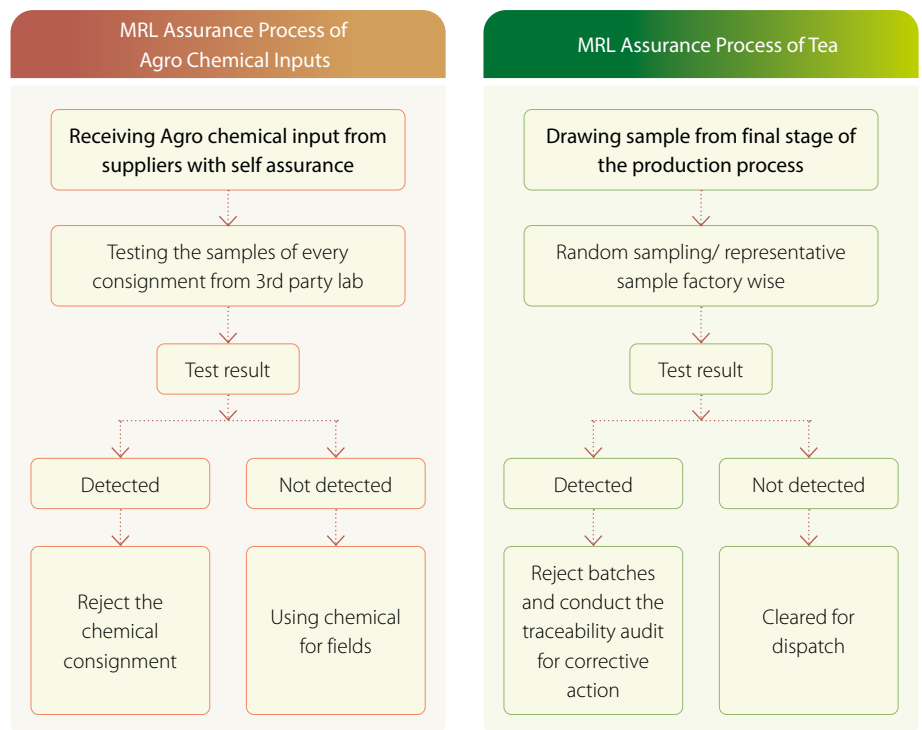 MRL Assurance Process of
Agro Chemical Inputs
Receiving Agro chemical input from
suppliers with self assurance
Testing the samples of every
consignment from 3rd party lab
Test result
Detected
Not detected
Reject the
chemical
consignment
Using chemical
for fields
MRL Assurance Process of Tea
Drawing sample from final stage of
the production process
Random sampling/ representative
sample factory wise
Test result
Detected
Not detected
Reject batches
and conduct the
traceability audit
for corrective
action
Cleared for
dispatch